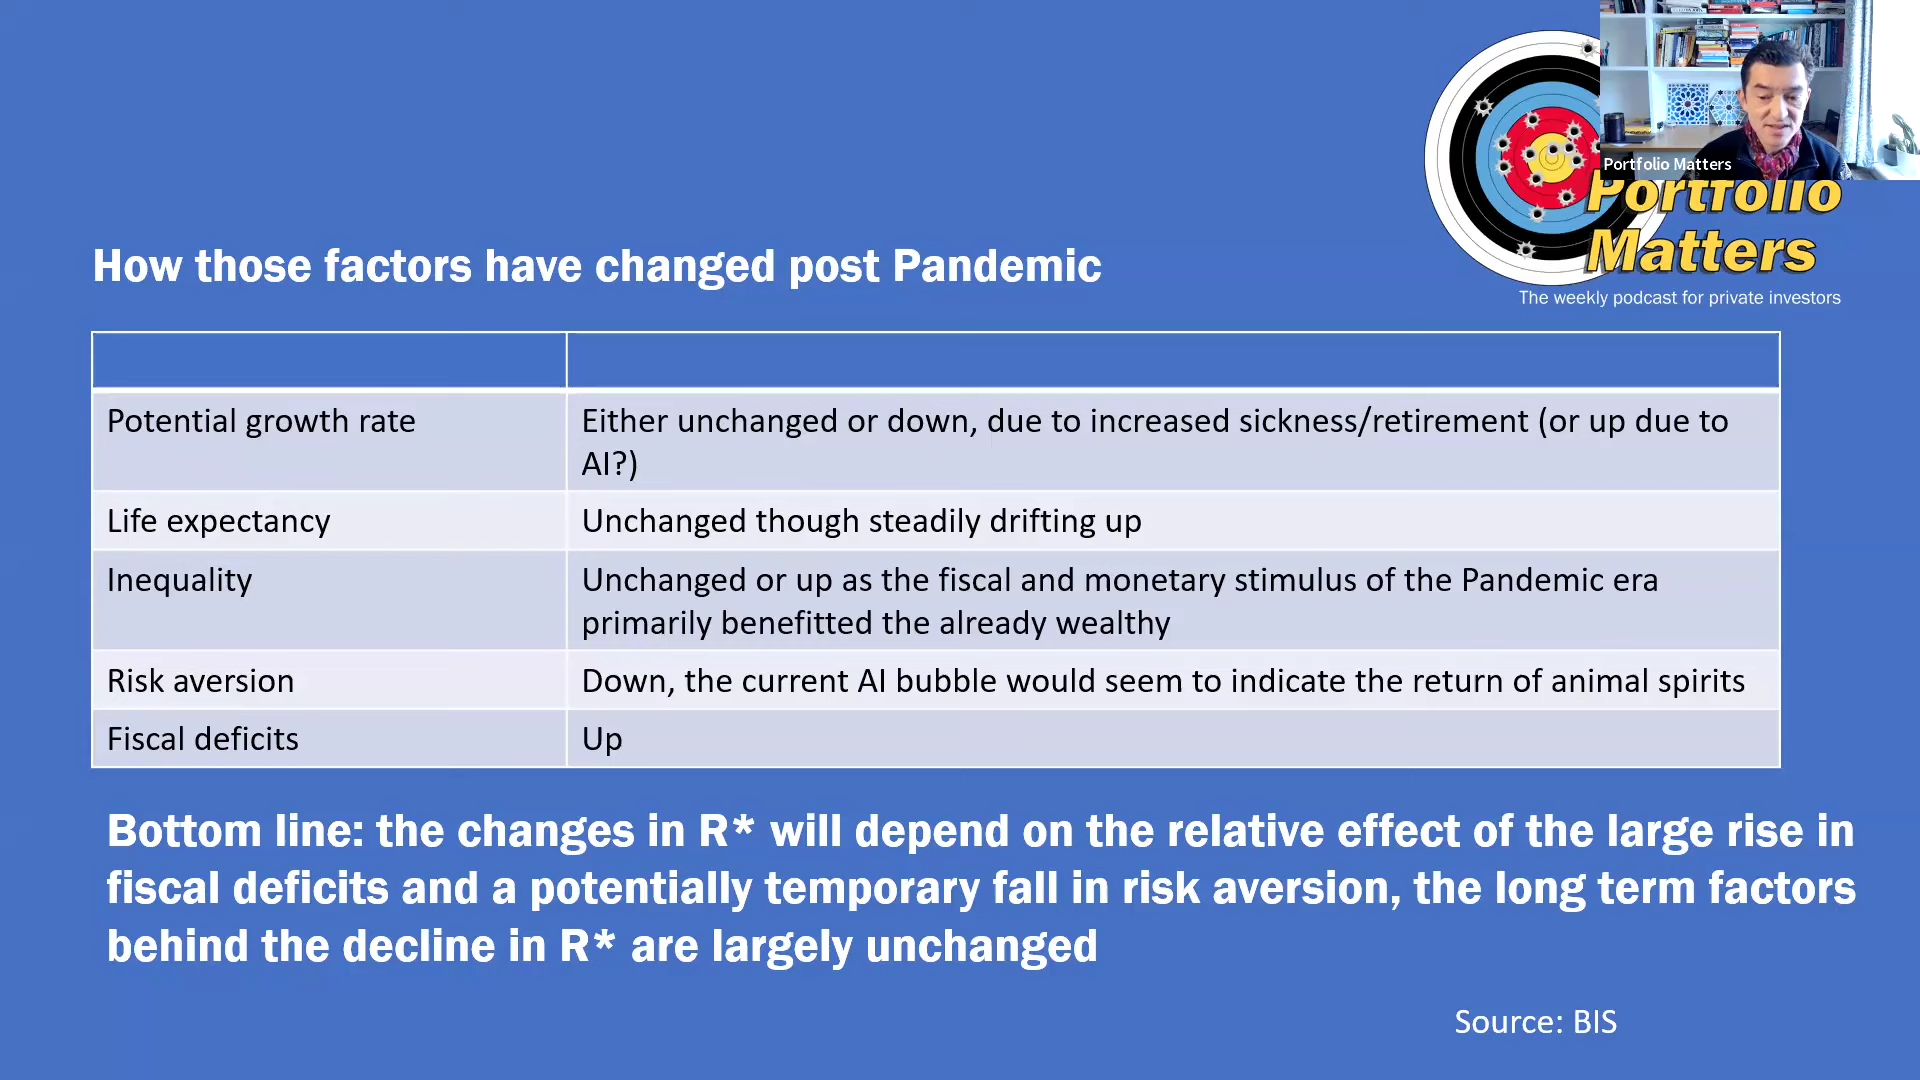 Portfolio Matters
Portfolio
Matters
The weekly podcast for private investors
How those factors have changed post Pandemic
Potential growth rate
Either unchanged or down, due to increased sickness/retirement (or up due to
AI?)
Life expectancy
Unchanged though steadily drifting up
Inequality
Unchanged or up as the fiscal and monetary stimulus of the Pandemic era
primarily benefitted the already wealthy
Risk aversion
Down, the current AI bubble would seem to indicate the return of animal spirits
Fiscal deficits
Up
Bottom line: the changes in R* will depend on the relative effect of the large rise in
fiscal deficits and a potentially temporary fall in risk aversion, the long term factors
behind the decline in R* are largely unchanged
Source: BIS